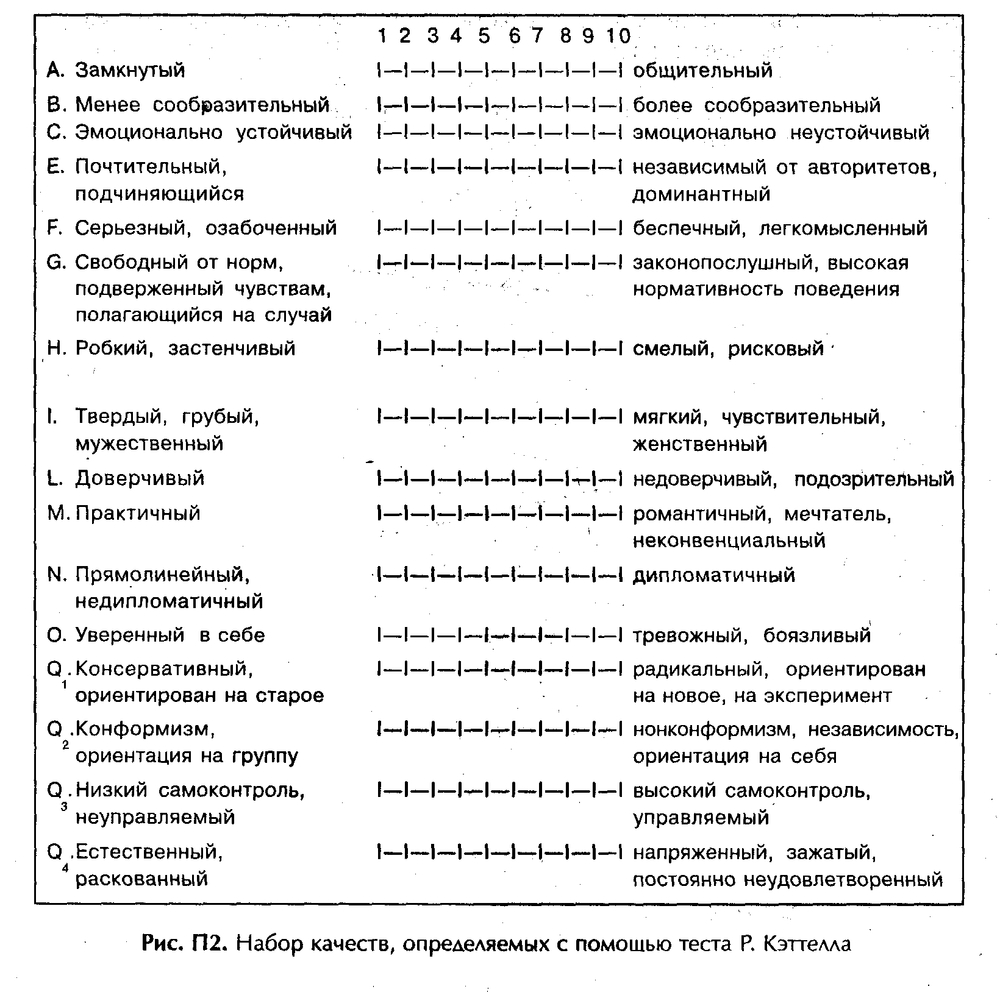 1 2 3 4 5 6 7 8 9 10
A. Замкнутый общительный
B. Менее сообразительный более сообразительный
C. Эмоционально устойчивый эмоционально неустойчивый
E. Почтительный, независимый от авторитетов,
подчиняющийся доминантный
F. Серьезный, озабоченный беспечный, легкомысленный
G. Свободный от норм, законопослушный, высокая
подверженный чувствам, нормативность поведения
полагающийся на случай
H. Робкий, застенчивый смелый, рисковый
I. Твердый, грубый, мягкий, чувствительный,
мужественный женственный
L. Доверчивый недоверчивый, подозрительный
M. Практичный романтичный, мечтатель,
неконвенциальный
N. Прямолинейный, дипломатичный
недипломатичный
O. Уверенный в себе тревожный, боязливый
Q1. Консервативный, радикальный, ориентирован
ориентирован на старое на новое, на эксперимент
Q2. Конформизм, нонконформизм, независимость,
ориентация на группу ориентация на себя
Q3. Низкий самоконтроль, высокий самоконтроль,
неуправляемый управляемый
Q4. Естественный, напряженный, зажатый,
раскованный постоянно неудовлетворенный
Рис. П2. Набор качеств, определяемых с помощью теста Р. Кэттелла